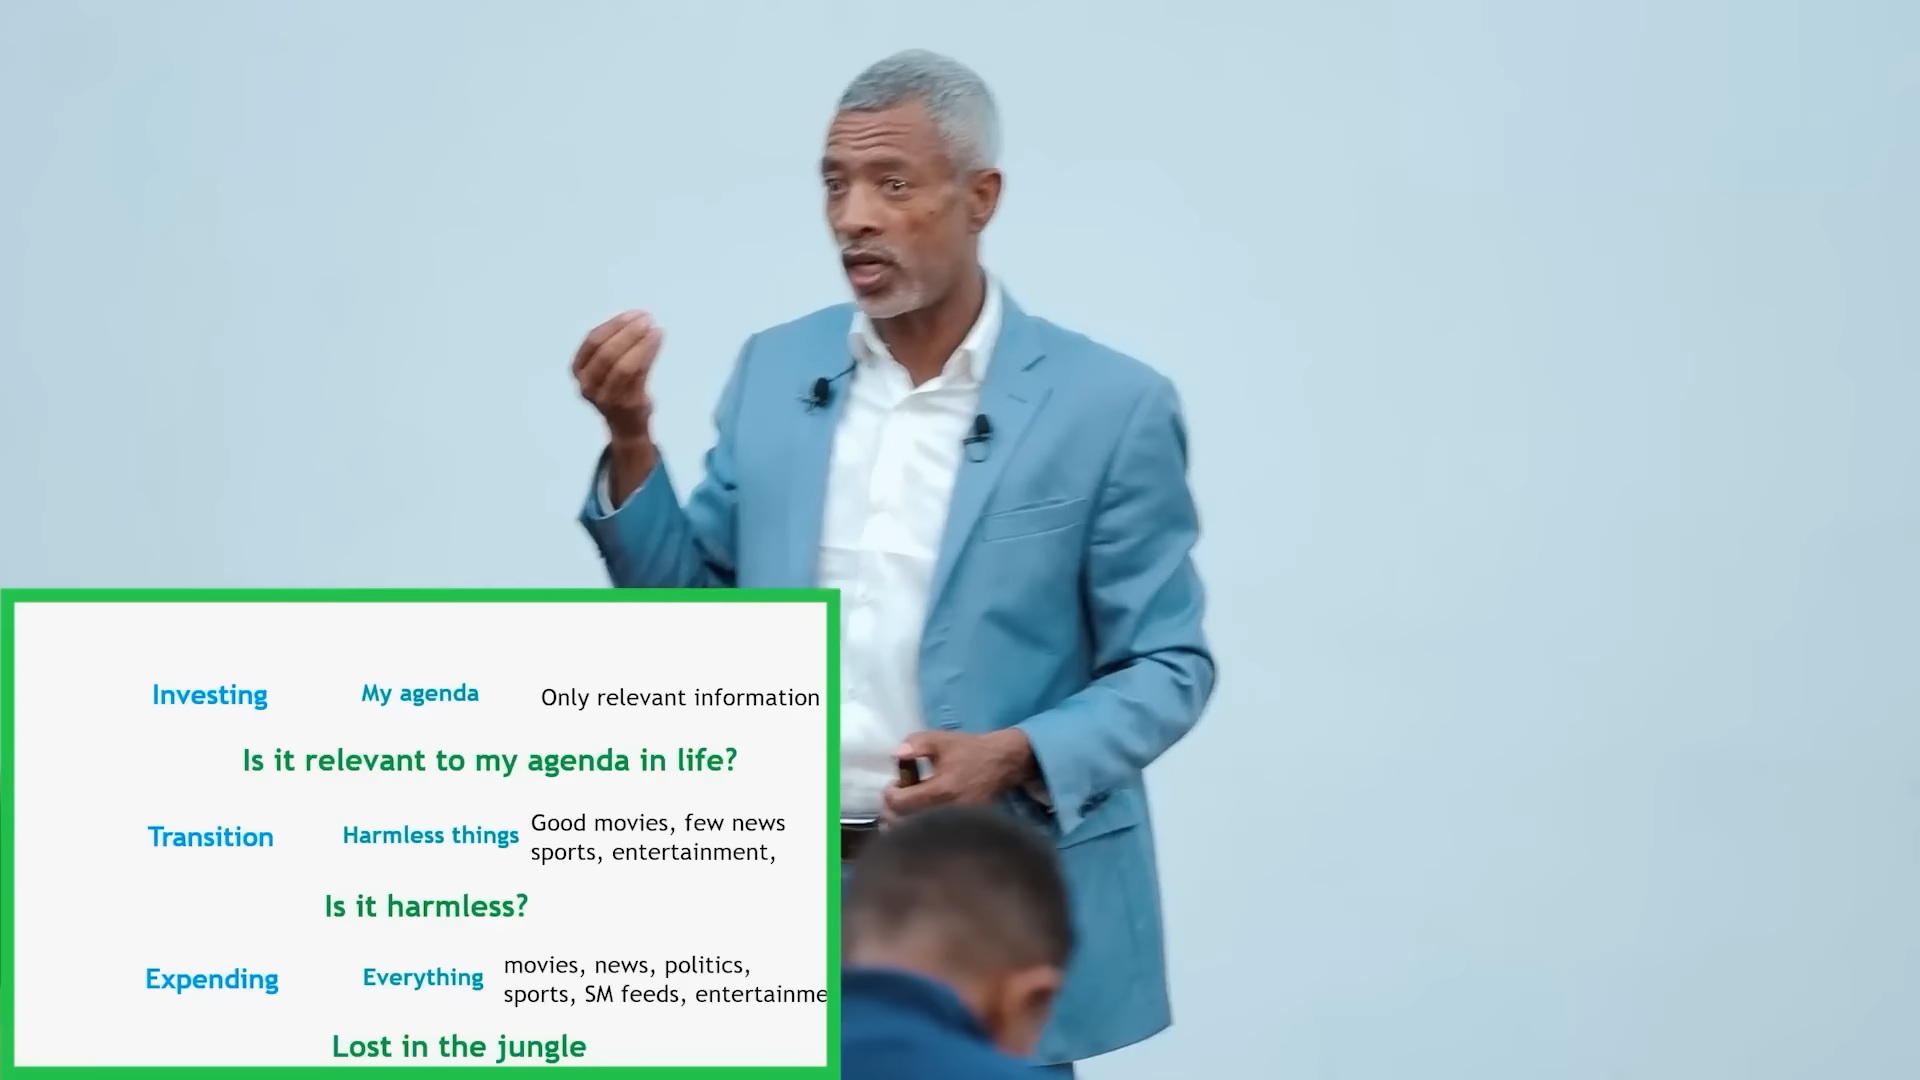 Investing My agenda Only relevant information
Is it relevant to my agenda in life?
Transition Harmless things Good movies, few news
sports, entertainment,
Is it harmless?
Expending Everything movies, news, politics,
sports, SM feeds, entertainme
Lost in the jungle